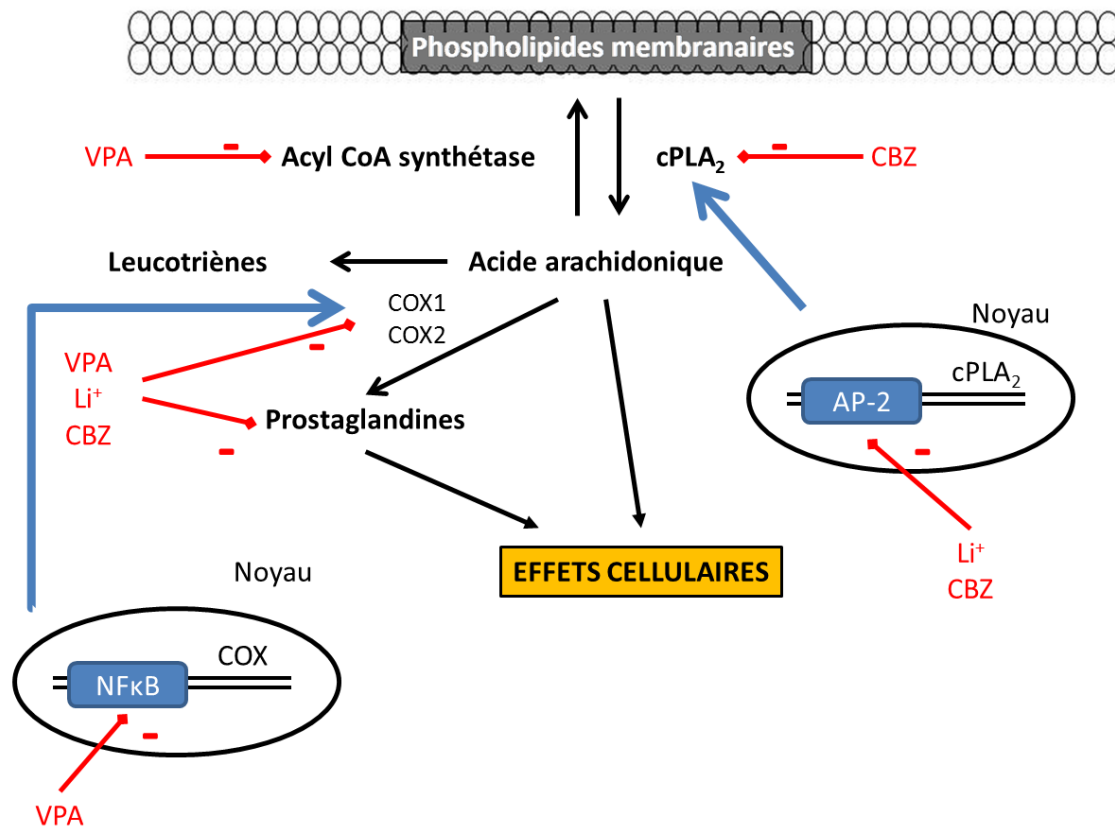 Phospholipides membranaires
VPA
-
Acyl CoA synthétase
cPLA₂
-
CBZ
Leucotriènes
Acide arachidonique
COX1
COX2
VPA
Li⁺
CBZ
-
-
Prostaglandines
Noyau
cPLA₂
AP-2
-
Li⁺
CBZ
EFFETS CELLULAIRES
Noyau
COX
NFκB
-
VPA